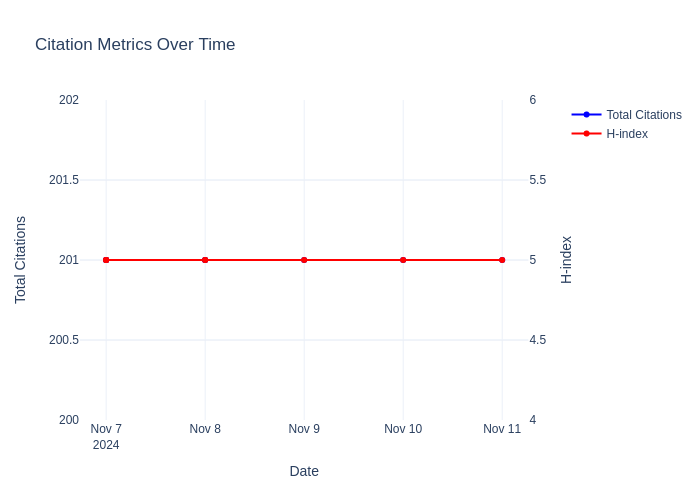 Citation Metrics Over Time
202
201.5
201
200.5
200
Total Citations
6
5.5
5
4.5
4
H-index
Nov 7
2024
Nov 8
Nov 9
Nov 10
Nov 11
Date
Total Citations
H-index